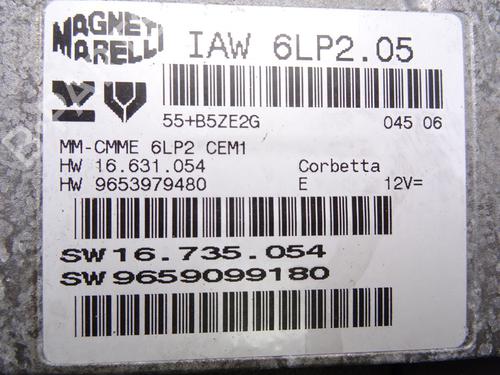 MAGNETI MARELLI
IAW 6LP2.05
55+B5ZE2G 045 06
MM-CMME 6LP2 CEM1
HW 16.631.054 Corbetta
HW 9653979480 E 12V=
SW 16.735.054
SW 9659099180